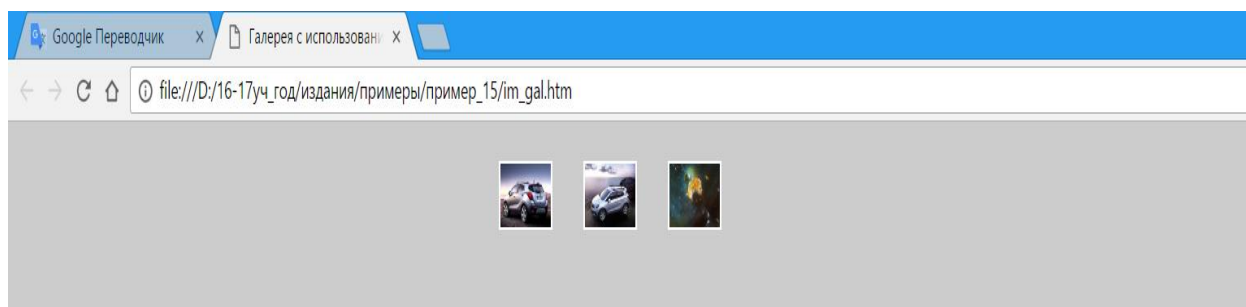 Google Переводчик
Галерея с использовани
file:///D:/16-17уч_год/издания/примеры/пример_15/im_gal.htm